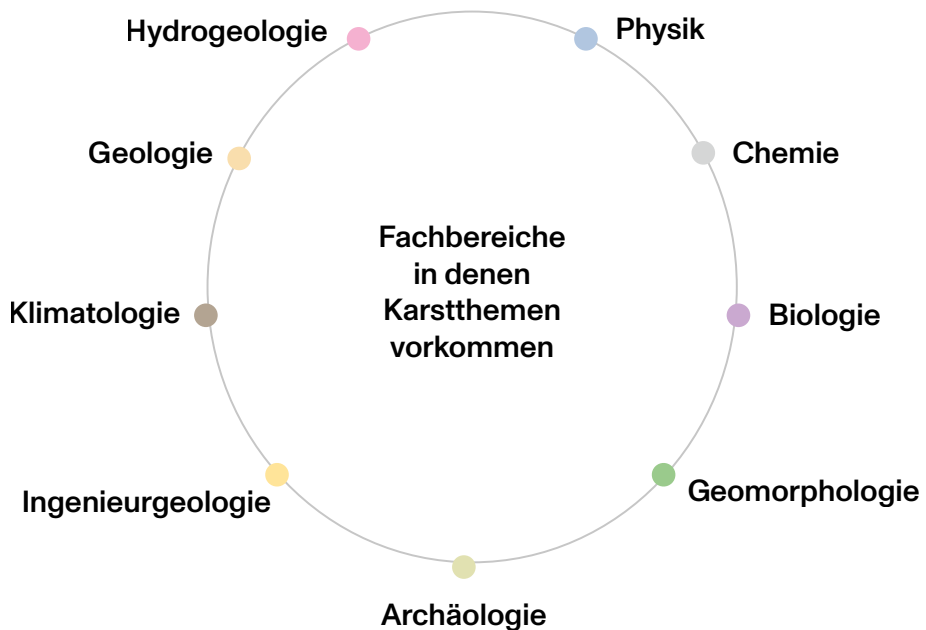 Hydrogeologie
Physik
Geologie
Chemie
Fachbereiche
in denen
Karstthemen
vorkommen
Klimatologie
Biologie
Ingenieurgeologie
Geomorphologie
Archäologie